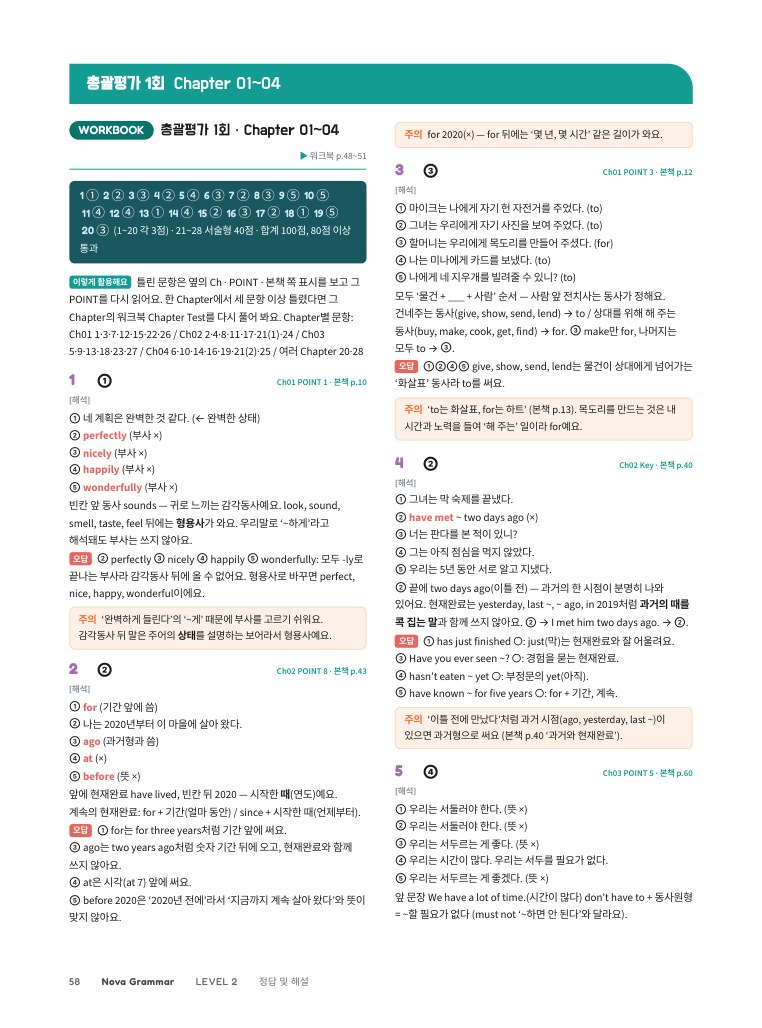 총괄평가 1회 Chapter 01~04
WORKBOOK 총괄평가 1회 · Chapter 01~04
▶ 워크북 p.48~51
1 ① 2 ② 3 ③ 4 ② 5 ④ 6 ③ 7 ② 8 ③ 9 ⑤ 10 ⑤
11 ④ 12 ④ 13 ① 14 ④ 15 ② 16 ③ 17 ② 18 ① 19 ⑤
20 ③ (1~20 각 3점) · 21~28 서술형 40점 · 합계 100점, 80점 이상
통과
이렇게 활용해요 틀린 문항은 옆의 Ch · POINT · 본책 쪽 표시를 보고 그
POINT를 다시 읽어요. 한 Chapter에서 세 문항 이상 틀렸다면 그
Chapter의 워크북 Chapter Test를 다시 풀어 봐요. Chapter별 문항:
Ch01 1·3·7·12·15·22·26 / Ch02 2·4·8·11·17·21(1)·24 / Ch03
5·9·13·18·23·27 / Ch04 6·10·14·16·19·21(2)·25 / 여러 Chapter 20·28
1 ① Ch01 POINT 1 · 본책 p.10
[해석]
① 네 계획은 완벽한 것 같다. (← 완벽한 상태)
② perfectly (부사 ×)
③ nicely (부사 ×)
④ happily (부사 ×)
⑤ wonderfully (부사 ×)
빈칸 앞 동사 sounds — 귀로 느끼는 감각동사예요. look, sound,
smell, taste, feel 뒤에는 형용사가 와요. 우리말로 '~하게'라고
해석돼도 부사는 쓰지 않아요.
오답 ② perfectly ③ nicely ④ happily ⑤ wonderfully: 모두 -ly로
끝나는 부사라 감각동사 뒤에 올 수 없어요. 형용사로 바꾸면 perfect,
nice, happy, wonderful이에요.
주의 '완벽하게 들린다'의 '~게' 때문에 부사를 고르기 쉬워요.
감각동사 뒤 말은 주어의 상태를 설명하는 보어라서 형용사예요.
2 ② Ch02 POINT 8 · 본책 p.43
[해석]
① for (기간 앞에 씀)
② 나는 2020년부터 이 마을에 살아 왔다.
③ ago (과거형과 씀)
④ at (×)
⑤ before (뜻 ×)
앞에 현재완료 have lived, 빈칸 뒤 2020 — 시작한 때(연도)예요.
계속의 현재완료: for + 기간(얼마 동안) / since + 시작한 때(언제부터).
오답 ① for는 for three years처럼 기간 앞에 써요.
③ ago는 two years ago처럼 숫자 기간 뒤에 오고, 현재완료와 함께
쓰지 않아요.
④ at은 시각(at 7) 앞에 써요.
⑤ before 2020은 '2020년 전에'라서 '지금까지 계속 살아 왔다'와 뜻이
맞지 않아요.
주의 for 2020(×) — for 뒤에는 '몇 년, 몇 시간' 같은 길이가 와요.
3 ③ Ch01 POINT 3 · 본책 p.12
[해석]
① 마이크는 나에게 자기 헌 자전거를 주었다. (to)
② 그녀는 우리에게 자기 사진을 보여 주었다. (to)
③ 할머니는 우리에게 목도리를 만들어 주셨다. (for)
④ 나는 미나에게 카드를 보냈다. (to)
⑤ 나에게 네 지우개를 빌려줄 수 있니? (to)
모두 '물건 + ___ + 사람' 순서 — 사람 앞 전치사는 동사가 정해요.
건네주는 동사(give, show, send, lend) → to / 상대를 위해 해 주는
동사(buy, make, cook, get, find) → for. ③ make만 for, 나머지는
모두 to → ③.
오답 ①②④⑤ give, show, send, lend는 물건이 상대에게 넘어가는
'화살표' 동사라 to를 써요.
주의 'to는 화살표, for는 하트' (본책 p.13). 목도리를 만드는 것은 내
시간과 노력을 들여 '해 주는' 일이라 for예요.
4 ② Ch02 Key · 본책 p.40
[해석]
① 그녀는 막 숙제를 끝냈다.
② have met ~ two days ago (×)
③ 너는 판다를 본 적이 있니?
④ 그는 아직 점심을 먹지 않았다.
⑤ 우리는 5년 동안 서로 알고 지냈다.
② 끝에 two days ago(이틀 전) — 과거의 한 시점이 분명히 나와
있어요. 현재완료는 yesterday, last ~, ~ ago, in 2019처럼 과거의 때를
콕 집는 말과 함께 쓰지 않아요. ② → I met him two days ago. → ②.
오답 ① has just finished ○: just(막)는 현재완료와 잘 어울려요.
③ Have you ever seen ~? ○: 경험을 묻는 현재완료.
④ hasn't eaten ~ yet ○: 부정문의 yet(아직).
⑤ have known ~ for five years ○: for + 기간, 계속.
주의 '이틀 전에 만났다'처럼 과거 시점(ago, yesterday, last ~)이
있으면 과거형으로 써요 (본책 p.40 '과거와 현재완료').
5 ④ Ch03 POINT 5 · 본책 p.60
[해석]
① 우리는 서둘러야 한다. (뜻 ×)
② 우리는 서둘러야 한다. (뜻 ×)
③ 우리는 서두르는 게 좋다. (뜻 ×)
④ 우리는 시간이 많다. 우리는 서두를 필요가 없다.
⑤ 우리는 서두르는 게 좋겠다. (뜻 ×)
앞 문장 We have a lot of time.(시간이 많다) don't have to + 동사원형
= ~할 필요가 없다 (must not '~하면 안 된다'와 달라요).
58 Nova Grammar LEVEL 2 정답 및 해설